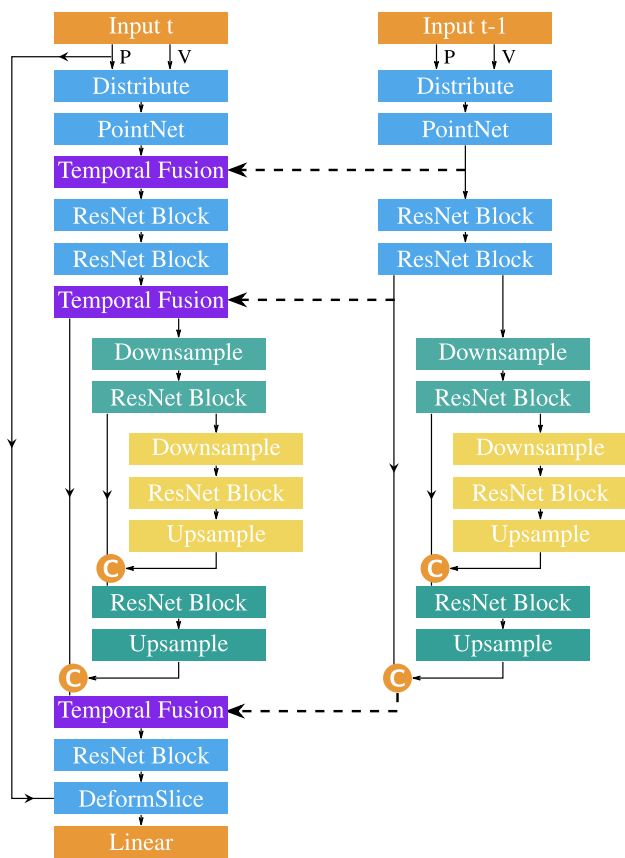 Input t
P
V
Distribute
PointNet
Temporal Fusion
ResNet Block
ResNet Block
Temporal Fusion
Downsample
ResNet Block
Downsample
ResNet Block
Upsample
C
ResNet Block
Upsample
C
Temporal Fusion
ResNet Block
DeformSlice
Linear
Input t-1
P
V
Distribute
PointNet
ResNet Block
ResNet Block
Downsample
ResNet Block
Downsample
ResNet Block
Upsample
C
ResNet Block
Upsample
C